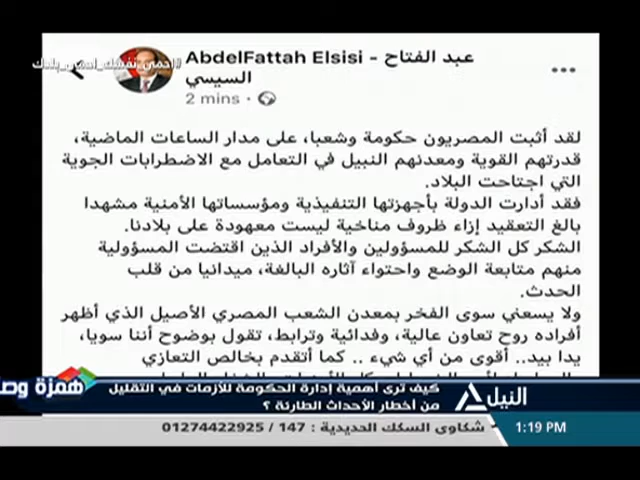 #احمي_نفسك_احمي_بلدك
AbdelFattah Elsisi - عبد الفتاح
السيسي
2 mins ·
لقد أثبت المصريون حكومة وشعبا، على مدار الساعات الماضية،
قدرتهم القوية ومعدنهم النبيل في التعامل مع الاضطرابات الجوية
التي اجتاحت البلاد.
فقد أدارت الدولة بأجهزتها التنفيذية ومؤسساتها الأمنية مشهدا
بالغ التعقيد إزاء ظروف مناخية ليست معهودة على بلادنا.
الشكر كل الشكر للمسؤولين والأفراد الذين اقتضت المسؤولية
منهم متابعة الوضع واحتواء آثاره البالغة، ميدانيا من قلب
الحدث.
ولا يسعني سوى الفخر بمعدن الشعب المصري الأصيل الذي أظهر
أفراده روح تعاون عالية، وفدائية وترابط، تقول بوضوح أننا سويا،
يدا بيد.. أقوى من أي شيء .. كما أتقدم بخالص التعازي
النيل
كيف ترى أهمية إدارة الحكومة للأزمات في التقليل
من أخطار الأحداث الطارئة ؟
همزة وصل
1:19 PM
شكاوى السكك الحديدية : 147 / 01274422925